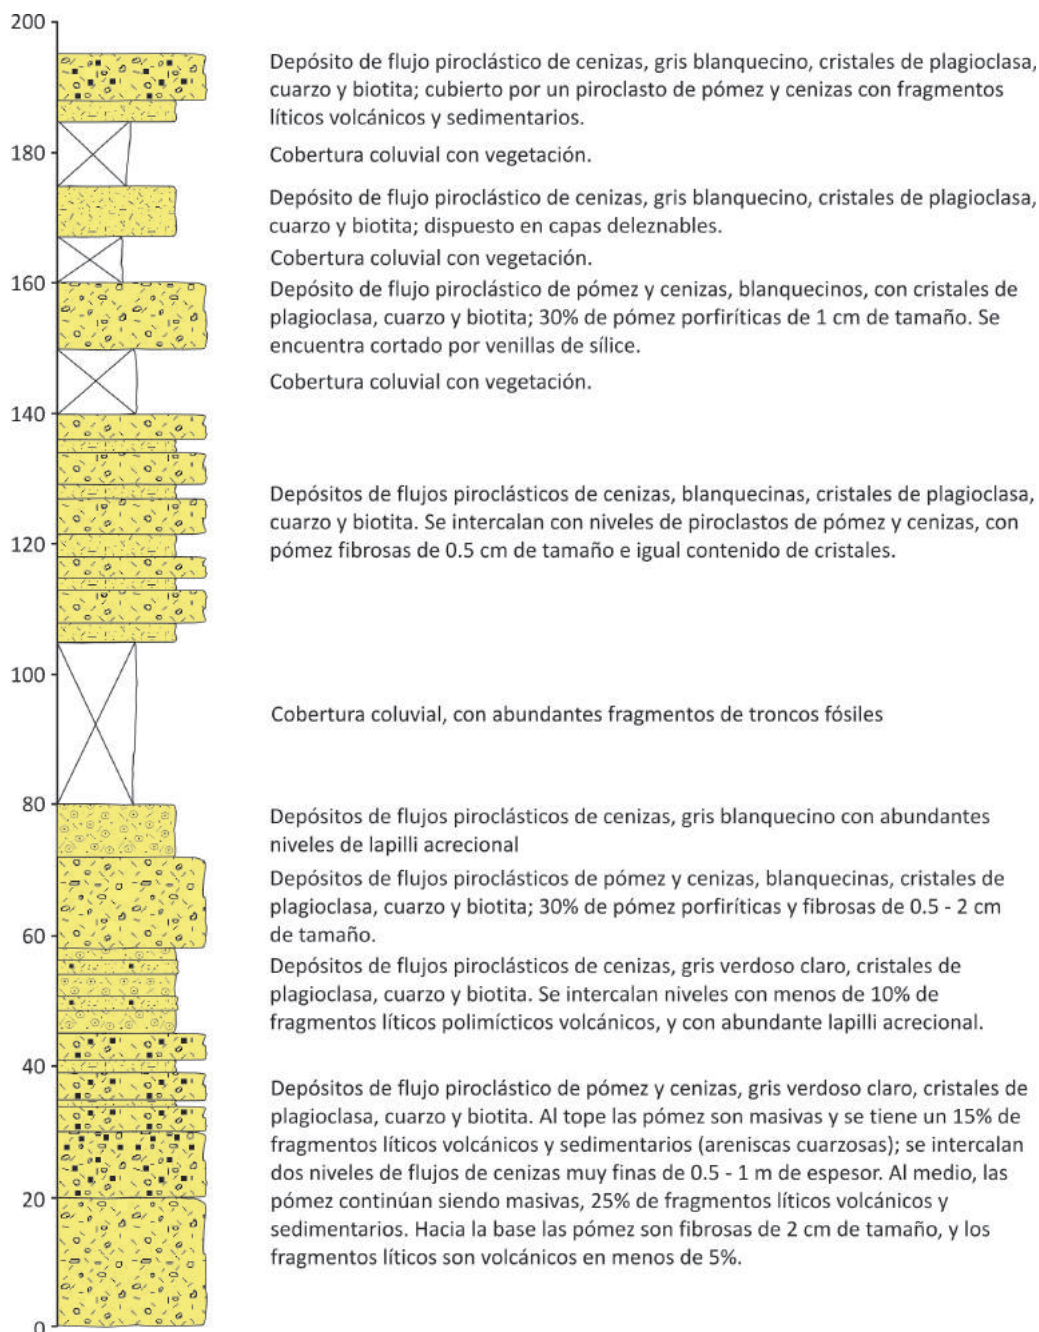 200
Depósito de flujo piroclástico de cenizas, gris blanquecino, cristales de plagioclasa,
cuarzo y biotita; cubierto por un piroclasto de pómez y cenizas con fragmentos
líticos volcánicos y sedimentarios.
180
Cobertura coluvial con vegetación.
Depósito de flujo piroclástico de cenizas, gris blanquecino, cristales de plagioclasa,
cuarzo y biotita; dispuesto en capas deleznables.
Cobertura coluvial con vegetación.
160
Depósito de flujo piroclástico de pómez y cenizas, blanquecinos, con cristales de
plagioclasa, cuarzo y biotita; 30% de pómez porfiríticas de 1 cm de tamaño. Se
encuentra cortado por venillas de sílice.
Cobertura coluvial con vegetación.
140
Depósitos de flujos piroclásticos de cenizas, blanquecinas, cristales de plagioclasa,
cuarzo y biotita. Se intercalan con niveles de piroclastos de pómez y cenizas, con
120
pómez fibrosas de 0.5 cm de tamaño e igual contenido de cristales.
100
Cobertura coluvial, con abundantes fragmentos de troncos fósiles
80
Depósitos de flujos piroclásticos de cenizas, gris blanquecino con abundantes
niveles de lapilli acrecional
Depósitos de flujos piroclásticos de pómez y cenizas, blanquecinas, cristales de
plagioclasa, cuarzo y biotita; 30% de pómez porfiríticas y fibrosas de 0.5 - 2 cm
60
de tamaño.
Depósitos de flujos piroclásticos de cenizas, gris verdoso claro, cristales de
plagioclasa, cuarzo y biotita. Se intercalan niveles con menos de 10% de
fragmentos líticos polimícticos volcánicos, y con abundante lapilli acrecional.
40
Depósitos de flujo piroclástico de pómez y cenizas, gris verdoso claro, cristales de
plagioclasa, cuarzo y biotita. Al tope las pómez son masivas y se tiene un 15% de
fragmentos líticos volcánicos y sedimentarios (areniscas cuarzosas); se intercalan
dos niveles de flujos de cenizas muy finas de 0.5 - 1 m de espesor. Al medio, las
20
pómez continúan siendo masivas, 25% de fragmentos líticos volcánicos y
sedimentarios. Hacia la base las pómez son fibrosas de 2 cm de tamaño, y los
fragmentos líticos son volcánicos en menos de 5%.
0